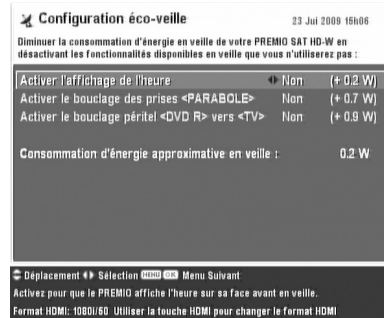 Configuration éco-veille 23 Jui 2009 15h06
Diminuer la consommation d'énergie en veille de votre PREMIO SAT HD-W en
désactivant les fonctionnalités disponibles en veille que vous n'utiliserez pas :
Activer l'affichage de l'heure Non (+ 0.2 W)
Activer le bouclage des prises <PARABOLE> Non (+ 0.7 W)
Activer le bouclage péritel <DVD R> vers <TV> Non (+ 0.9 W)
Consommation d'énergie approximative en veille : 0.2 W
Déplacement Sélection MENU OK Menu Suivant
Activez pour que le PREMIO affiche l'heure sur sa face avant en veille.
Format HDMI: 1080i/50 Utiliser la touche HDMI pour changer le format HDMI